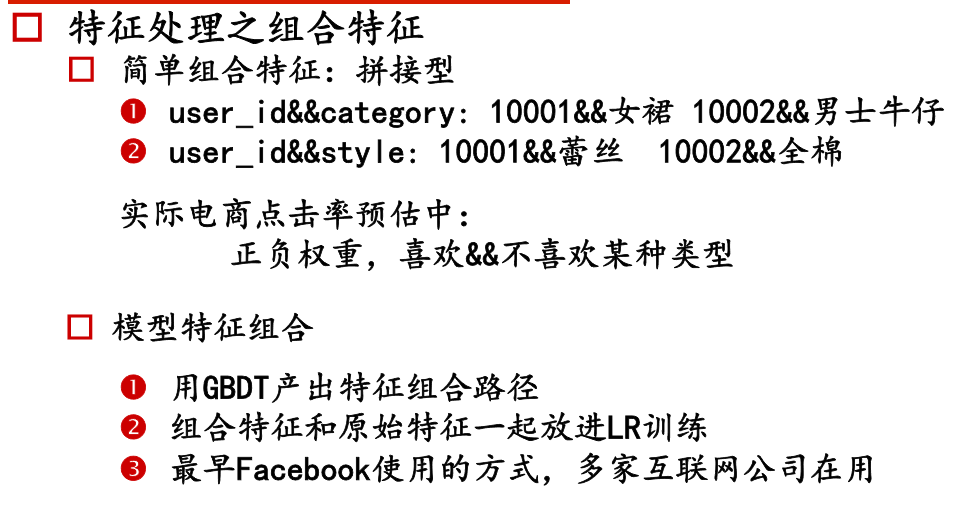 特征处理之组合特征
简单组合特征：拼接型
❶ user_id&&category: 10001&&女裙 10002&&男士牛仔
❷ user_id&&style: 10001&&蕾丝 10002&&全棉
实际电商点击率预估中：
正负权重，喜欢&&不喜欢某种类型
模型特征组合
❶ 用GBDT产出特征组合路径
❷ 组合特征和原始特征一起放进LR训练
❸ 最早Facebook使用的方式，多家互联网公司在用